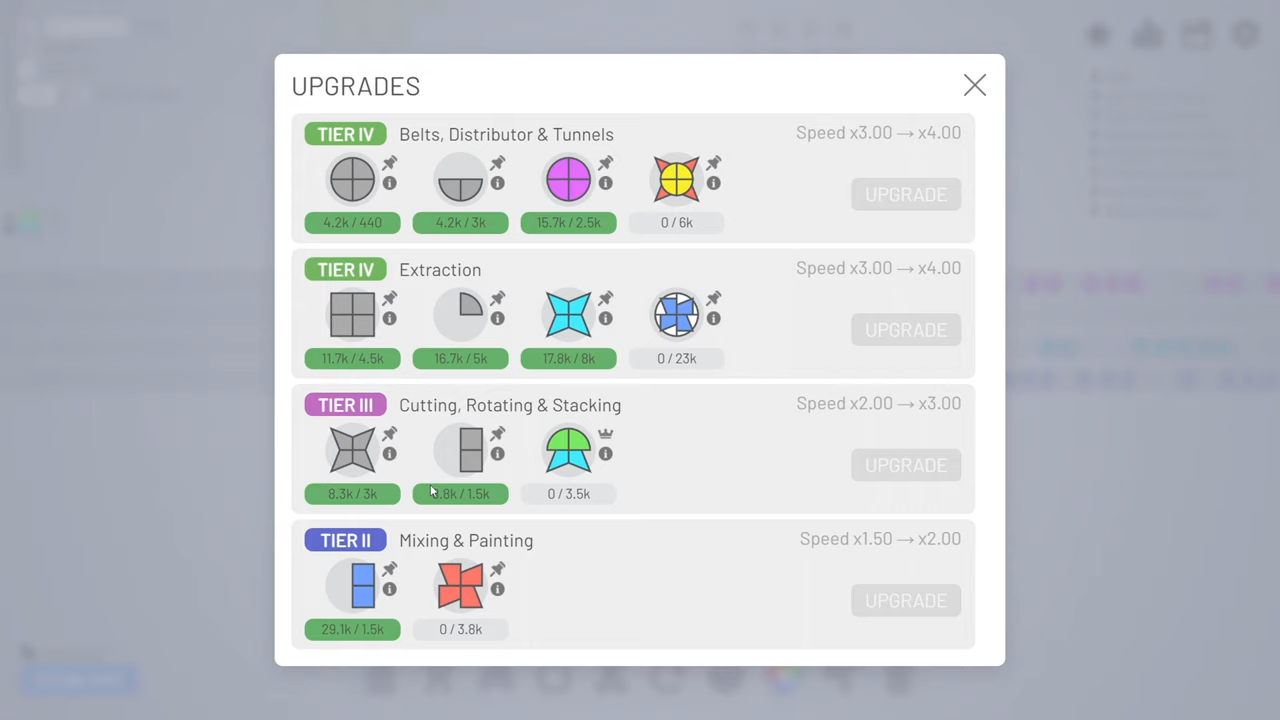 UPGRADES
TIER IV Belts, Distributor & Tunnels Speed x3.00 → x4.00
4.2k / 440 4.2k / 3k 15.7k / 2.5k 0 / 6k
UPGRADE
TIER IV Extraction Speed x3.00 → x4.00
11.7k / 4.5k 16.7k / 5k 17.8k / 8k 0 / 23k
UPGRADE
TIER III Cutting, Rotating & Stacking Speed x2.00 → x3.00
8.3k / 3k .8k / 1.5k 0 / 3.5k
UPGRADE
TIER II Mixing & Painting Speed x1.50 → x2.00
29.1k / 1.5k 0 / 3.8k
UPGRADE